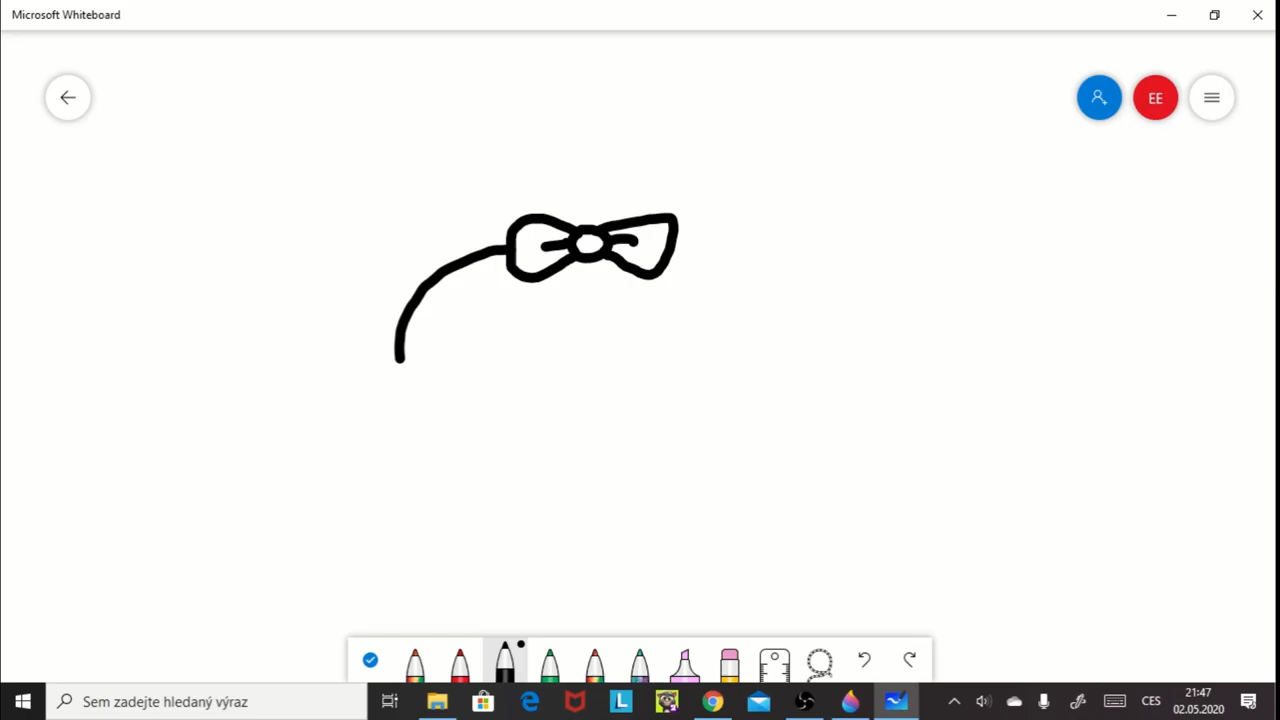 Microsoft Whiteboard
EE
Sem zadejte hledaný výraz
L
CES
21:47
02.05.2020